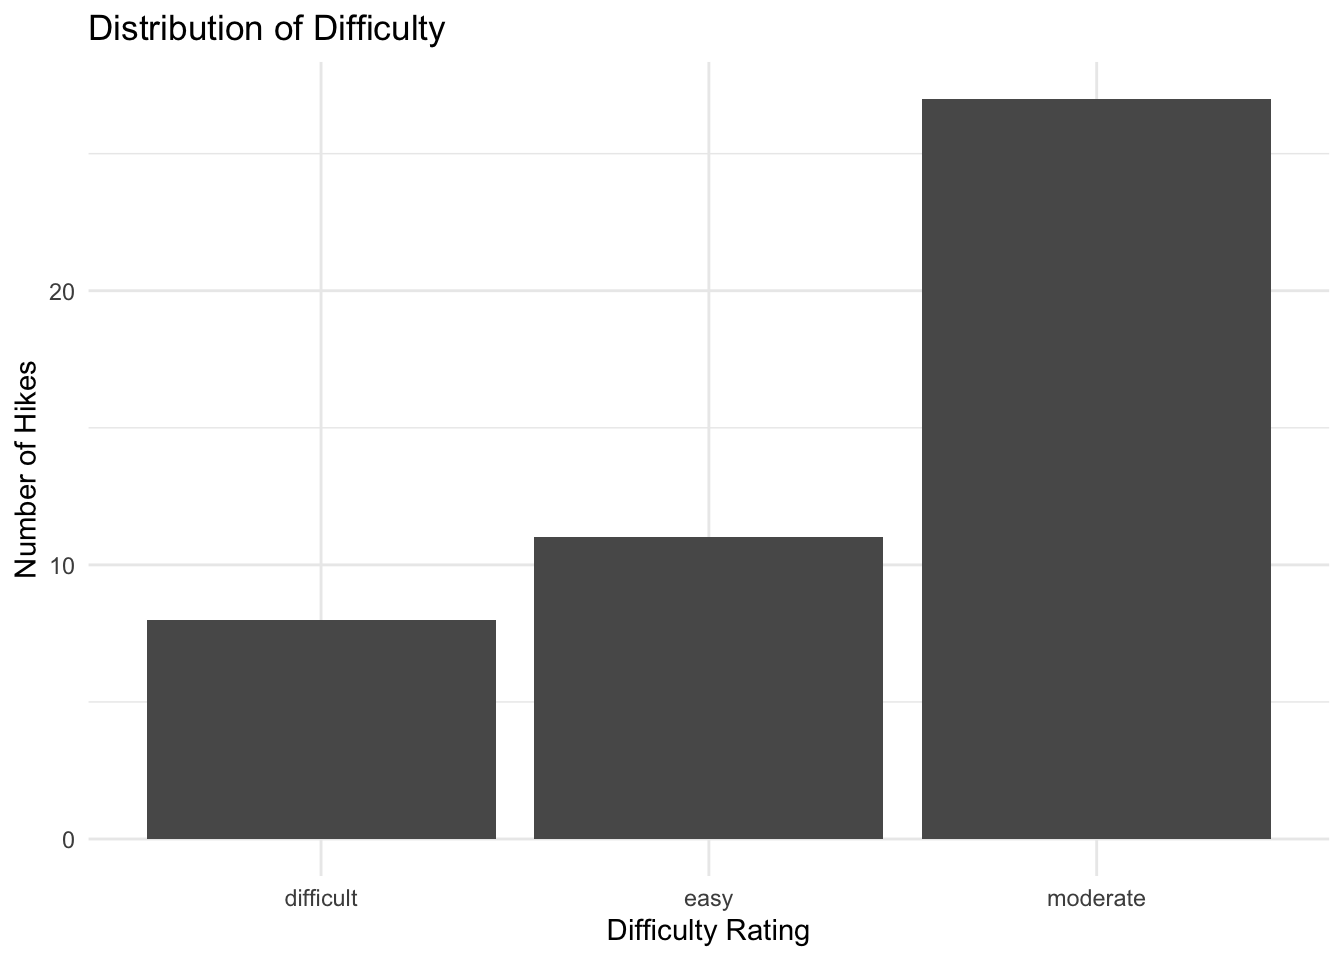 Distribution of Difficulty
Number of Hikes
20
10
0
difficult easy moderate
Difficulty Rating